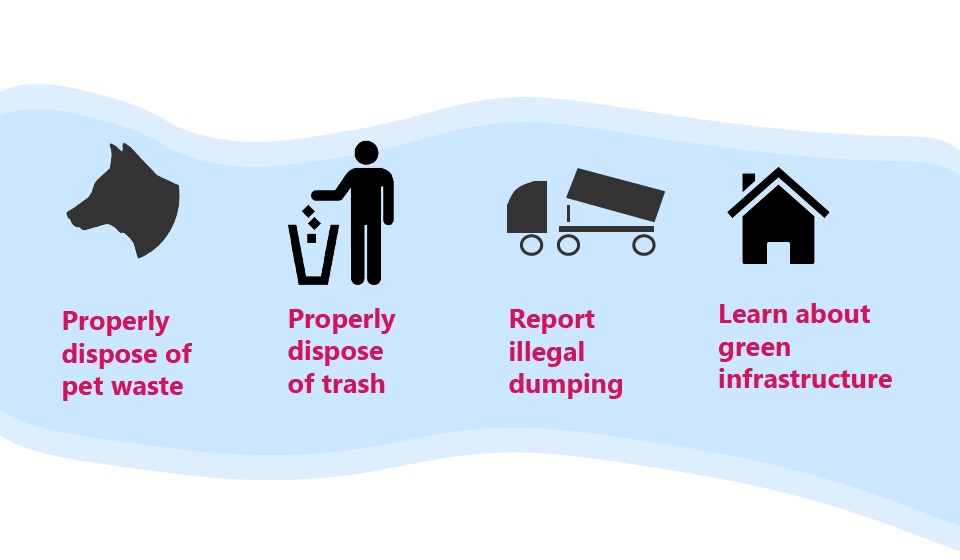 Properly
dispose of
pet waste
Properly
dispose
of trash
Report
illegal
dumping
Learn about
green
infrastructure